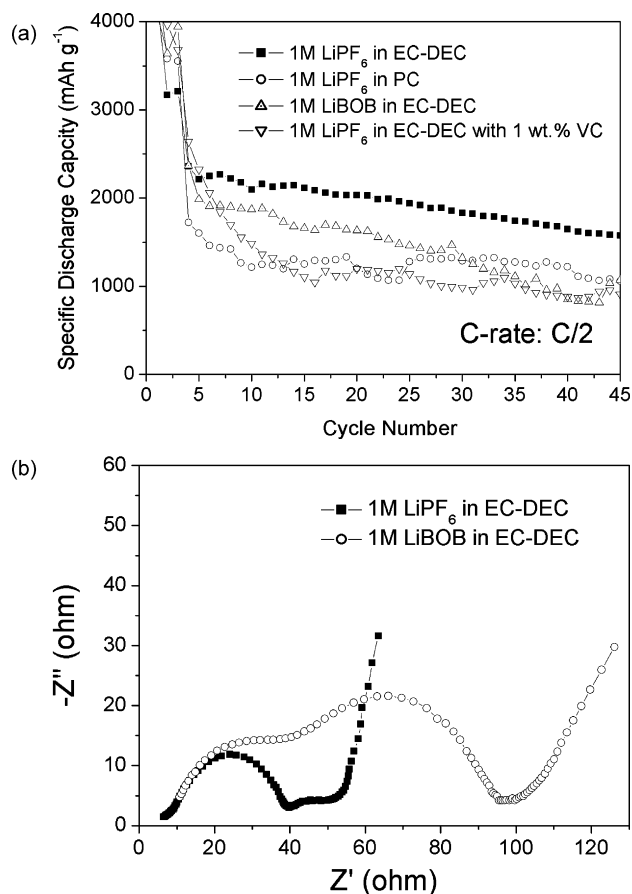 (a)
4000
3000
2000
1000
0
Specific Discharge Capcity (mAh g⁻¹)
1M LiPF₆ in EC-DEC
1M LiPF₆ in PC
1M LiBOB in EC-DEC
1M LiPF₆ in EC-DEC with 1 wt.% VC
C-rate: C/2
0 5 10 15 20 25 30 35 40 45
Cycle Number
(b)
60
50
40
30
20
10
0
-Z" (ohm)
1M LiPF₆ in EC-DEC
1M LiBOB in EC-DEC
0 20 40 60 80 100 120
Z' (ohm)